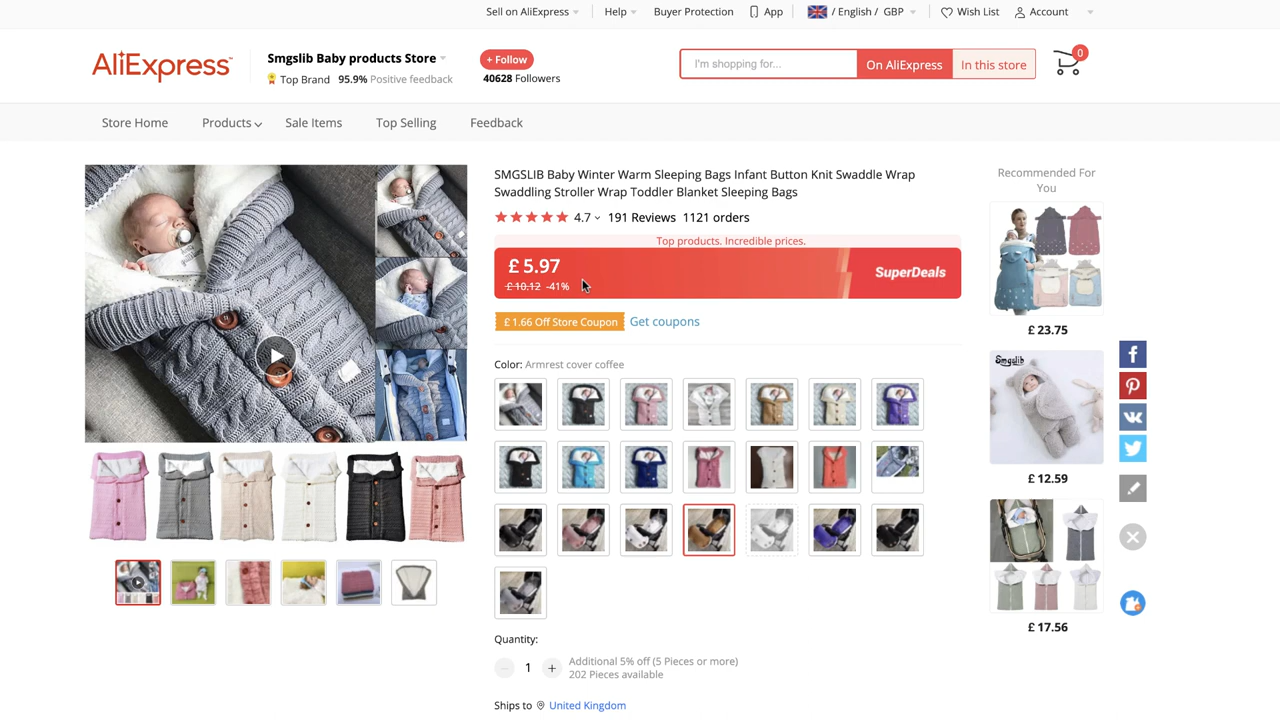 Sell on AliExpress
Help
Buyer Protection
App
/ English / GBP
Wish List
Account
AliExpress
Smgslib Baby products Store
Top Brand 95.9% Positive feedback
+ Follow
40628 Followers
I'm shopping for...
On AliExpress
In this store
0
Store Home
Products
Sale Items
Top Selling
Feedback
SMGSLIB Baby Winter Warm Sleeping Bags Infant Button Knit Swaddle Wrap
Swaddling Stroller Wrap Toddler Blanket Sleeping Bags
4.7
191 Reviews
1121 orders
Top products. Incredible prices.
£ 5.97
£ 10.12 -41%
SuperDeals
£ 1.66 Off Store Coupon
Get coupons
Color: Armrest cover coffee
Quantity:
1
+
Additional 5% off (5 Pieces or more)
202 Pieces available
Ships to United Kingdom
Recommended For
You
£ 23.75
Smgslib
£ 12.59
£ 17.56